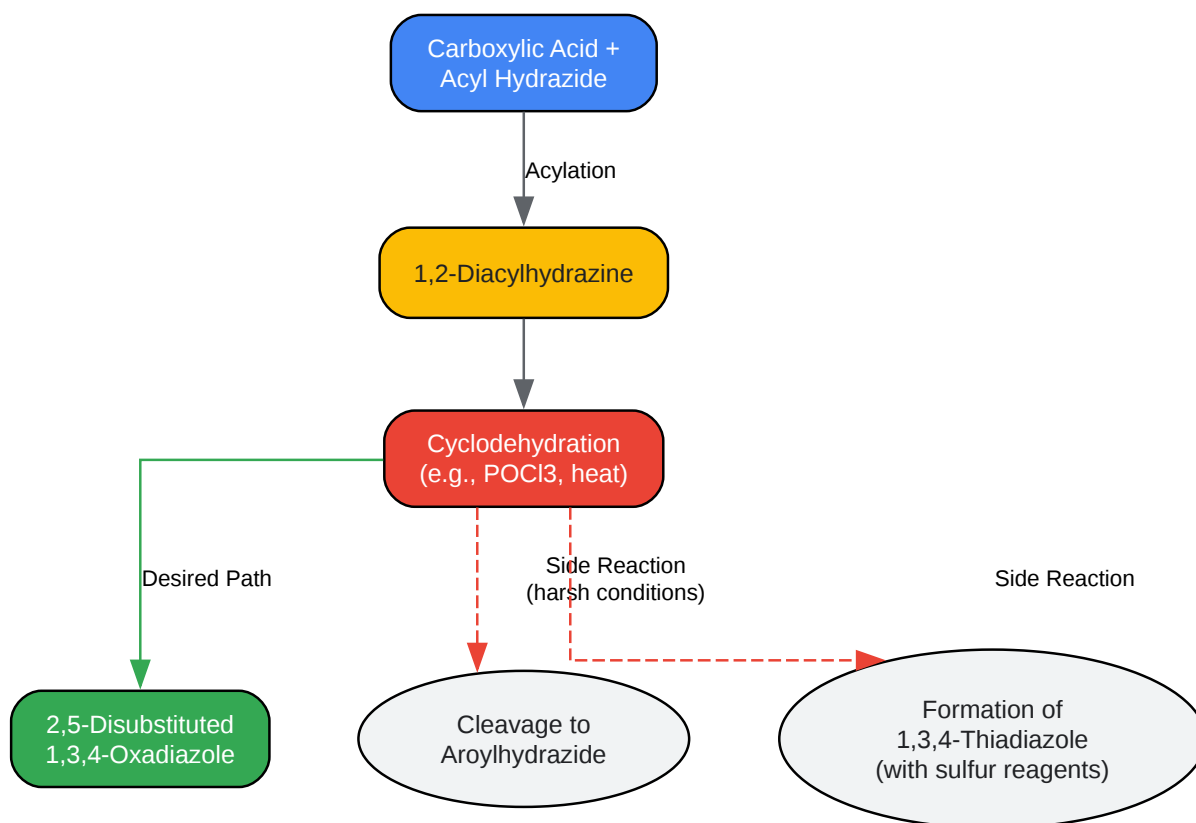 Carboxylic Acid +
Acyl Hydrazide
Acylation
1,2-Diacylhydrazine
Cyclodehydration
(e.g., POCl3, heat)
Desired Path
Side Reaction
(harsh conditions)
Side Reaction
2,5-Disubstituted
1,3,4-Oxadiazole
Cleavage to
Aroylhydrazide
Formation of
1,3,4-Thiadiazole
(with sulfur reagents)